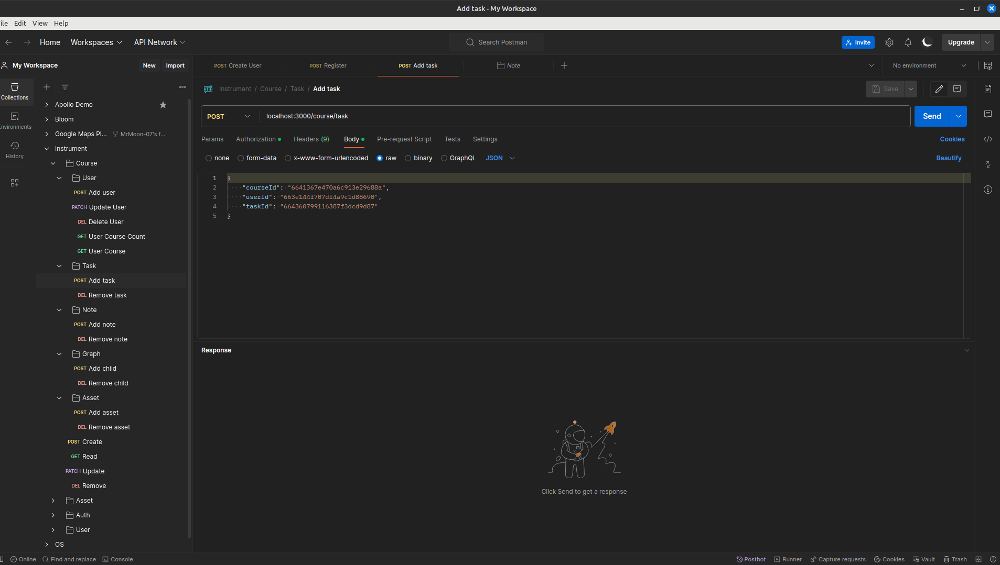 Add task - My Workspace
ile Edit View Help
Home Workspaces API Network Search Postman Invite Upgrade
My Workspace New Import
POST Create User POST Register POST Add task Note No environment
Collections
Environments
History
Apollo Demo
Bloom
Google Maps Pl... MrMoon-07's f...
Instrument
Course
User
POST Add user
PATCH Update User
DEL Delete User
GET User Course Count
GET User Course
Task
POST Add task
DEL Remove task
Note
POST Add note
DEL Remove note
Graph
POST Add child
DEL Remove child
Asset
POST Add asset
DEL Remove asset
POST Create
GET Read
PATCH Update
DEL Remove
Asset
Auth
User
OS
HTTP Instrument / Course / Task / Add task Save
POST localhost:3000/course/task Send
Params Authorization Headers (9) Body Pre-request Script Tests Settings Cookies
none form-data x-www-form-urlencoded raw binary GraphQL JSON Beautify
1 {
2 "courseId": "6641367e470a6c913e29688a",
3 "userId": "663e144f707df4a9c1d88690",
4 "taskId": "664360799116387f3dcd9d87"
5 }
Response
Click Send to get a response
Online Find and replace Console Postbot Runner Capture requests Cookies Vault Trash